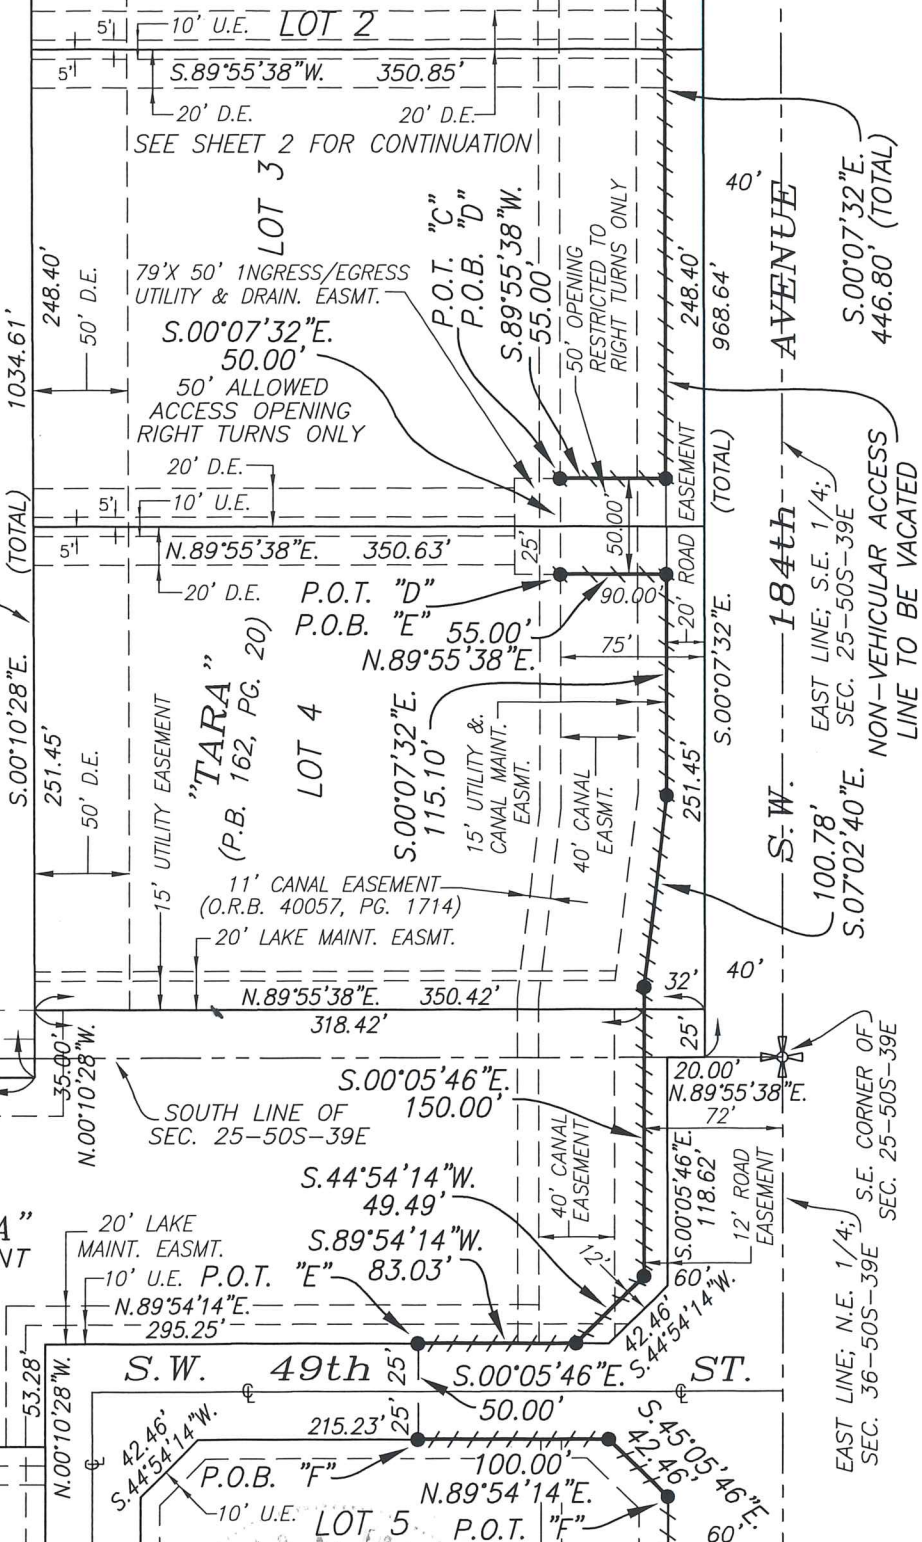 5'
10' U.E.
LOT 2
5'
S.89°55'38"W. 350.85'
20' D.E.
20' D.E.
SEE SHEET 2 FOR CONTINUATION
LOT 3
79'X 50' 1NGRESS/EGRESS
UTILITY & DRAIN. EASMT.
S.00°07'32"E.
50.00'
50' ALLOWED
ACCESS OPENING
RIGHT TURNS ONLY
P.O.T. "C"
P.O.B. "D"
S.89°55'38"W.
55.00'
50' OPENING
RESTRICTED TO
RIGHT TURNS ONLY
248.40'
968.64'
40'
S.00°07'32"E.
446.80' (TOTAL)
AVENUE
1034.61'
(TOTAL)
S.00°10'28"E.
248.40'
50' D.E.
20' D.E.
10' U.E.
5'
5'
N.89°55'38"E. 350.63'
20' D.E.
25'
50.00'
20' ROAD EASEMENT
(TOTAL)
S.00°07'32"E.
P.O.T. "D"
P.O.B. "E"
55.00'
N.89°55'38"E.
90.00'
75'
184th
EAST LINE; S.E. 1/4;
SEC. 25-50S-39E
NON-VEHICULAR ACCESS
LINE TO BE VACATED
"TARA"
(P.B. 162, PG. 20)
LOT 4
251.45'
50' D.E.
15' UTILITY EASEMENT
S.00°07'32"E.
115.10'
15' UTILITY &
CANAL MAINT.
EASMT.
40' CANAL
EASMT.
251.45'
S.W.
100.78'
S.07°02'40"E.
11' CANAL EASEMENT
(O.R.B. 40057, PG. 1714)
20' LAKE MAINT. EASMT.
N.89°55'38"E. 350.42'
32'
40'
318.42'
25'
35.00'
N.00°10'28"W.
S.00°05'46"E.
150.00'
20.00'
N.89°55'38"E.
72'
SOUTH LINE OF
SEC. 25-50S-39E
S.E. CORNER OF
SEC. 25-50S-39E
40' CANAL
EASEMENT
S.00°05'46"E.
118.62'
12' ROAD
EASEMENT
S.44°54'14"W.
49.49'
S.89°54'14"W.
83.03'
A"
NT
20' LAKE
MAINT. EASMT.
10' U.E.
P.O.T. "E"
12'
60'
42.46'
S.44°54'14"W.
EAST LINE; N.E. 1/4;
SEC. 36-50S-39E
N.89°54'14"E.
295.25'
53.28'
N.00°10'28"W.
S.W. 49th ST.
25'
S.00°05'46"E.
50.00'
25'
215.23'
42.46'
S.44°54'14"W.
P.O.B. "F"
100.00'
N.89°54'14"E.
S.45°05'46"E.
42.46'
10' U.E.
LOT 5
P.O.T. "F"
60'